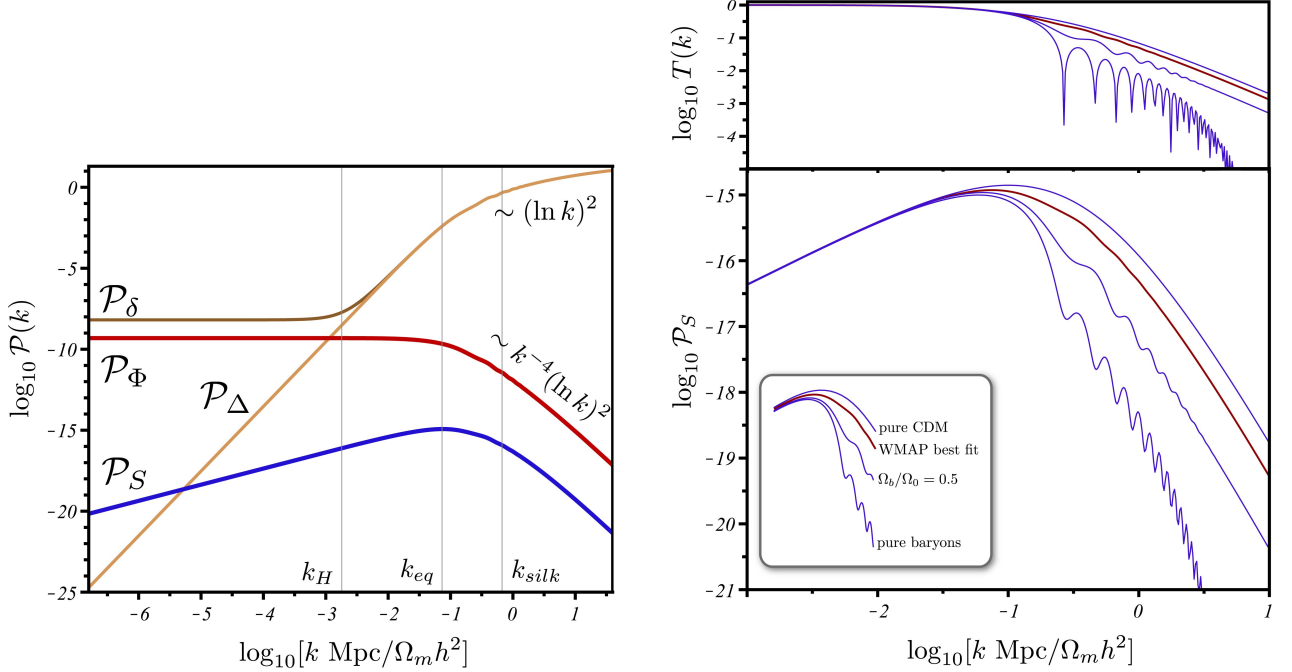 0
-5
-10
-15
-20
-25
log₁₀ 𝒫(k)
𝒫_δ
𝒫_Φ
𝒫_Δ
𝒫_S
~ (ln k)²
~ k⁻⁴(ln k)²
k_H
k_eq
k_silk
-6 -5 -4 -3 -2 -1 0 1
log₁₀[k Mpc/Ω_m h²]
0
-1
-2
-3
-4
log₁₀ T(k)
-15
-16
-17
-18
-19
-20
-21
log₁₀ 𝒫_S
pure CDM
WMAP best fit
Ω_b/Ω₀ = 0.5
pure baryons
-2 -1 0 1
log₁₀[k Mpc/Ω_m h²]